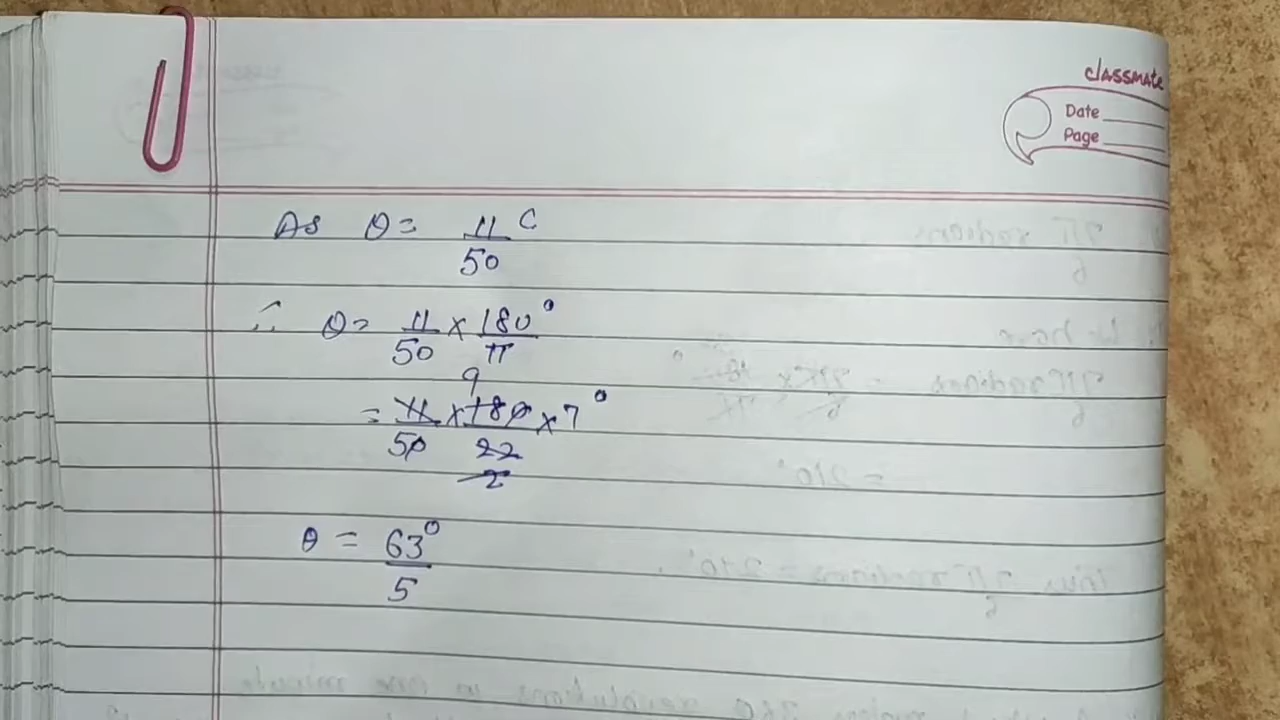 classmate
Date
Page
As θ = 11/50 ᶜ
∴ θ = 11/50 × 180°/π
9
= 11/50 × 180/22 × 7°
2
θ = 63°/5